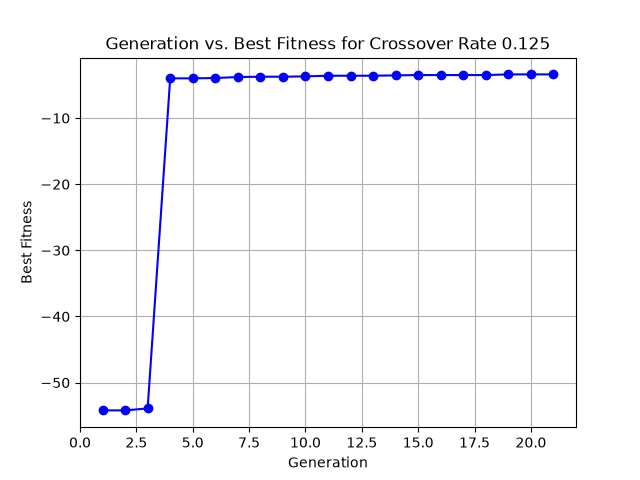 Generation vs. Best Fitness for Crossover Rate 0.125
Best Fitness
−10
−20
−30
−40
−50
0.0 2.5 5.0 7.5 10.0 12.5 15.0 17.5 20.0
Generation